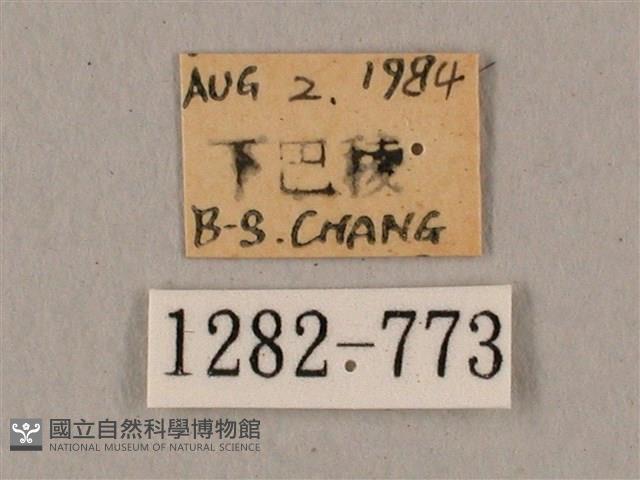 AUG 2. 1984
下巴稜
B-S. CHANG
1282-773
國立自然科學博物館
NATIONAL MUSEUM OF NATURAL SCIENCE